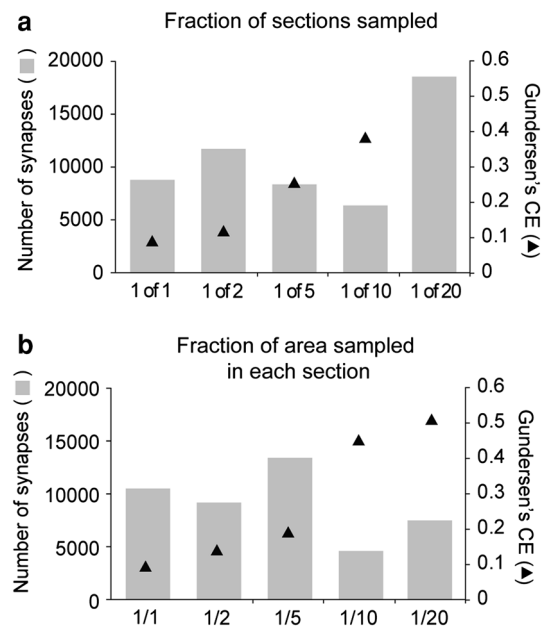 a
Fraction of sections sampled
Number of synapses ( )
20000
15000
10000
5000
0
0.6
0.5
0.4
0.3
0.2
0.1
0
Gundersen's CE (▲)
1 of 1 1 of 2 1 of 5 1 of 10 1 of 20
b
Fraction of area sampled
in each section
Number of synapses ( )
20000
15000
10000
5000
0
0.6
0.5
0.4
0.3
0.2
0.1
0
Gundersen's CE (▲)
1/1 1/2 1/5 1/10 1/20